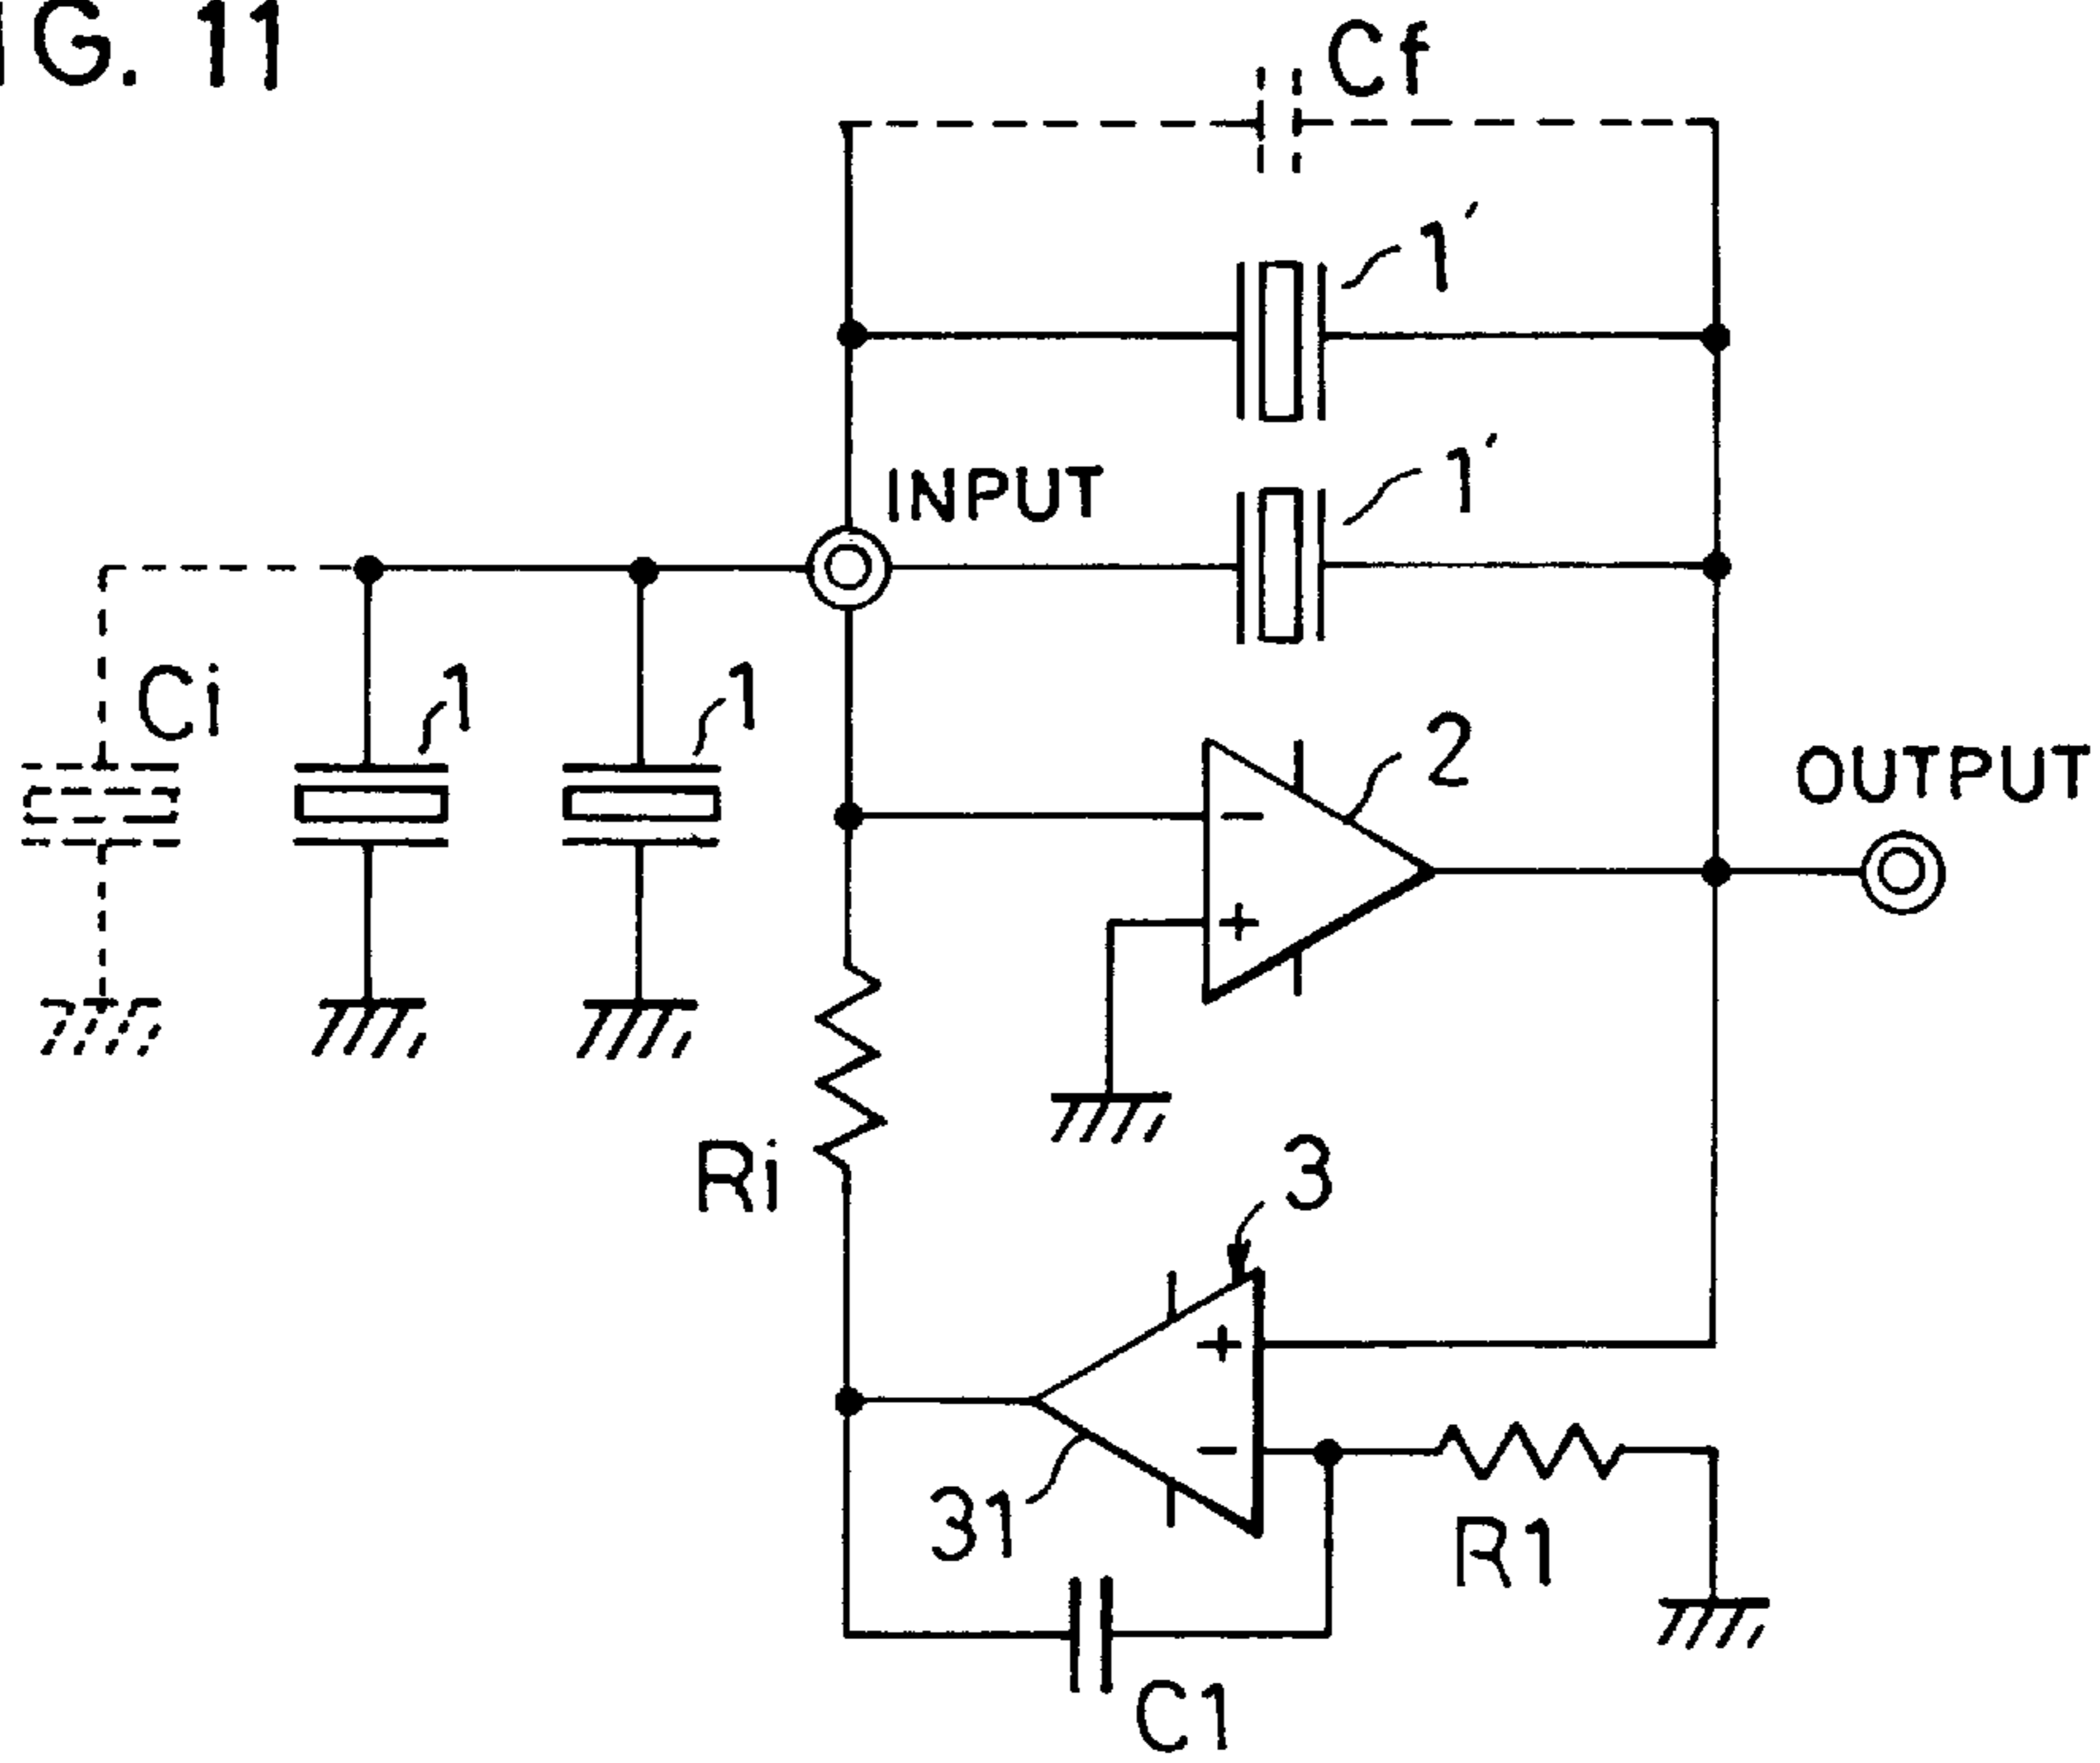 IG. 11
Cf
1′
1′
INPUT
Ci
1
1
2
OUTPUT
−
+
Ri
3
+
−
31
R1
C1